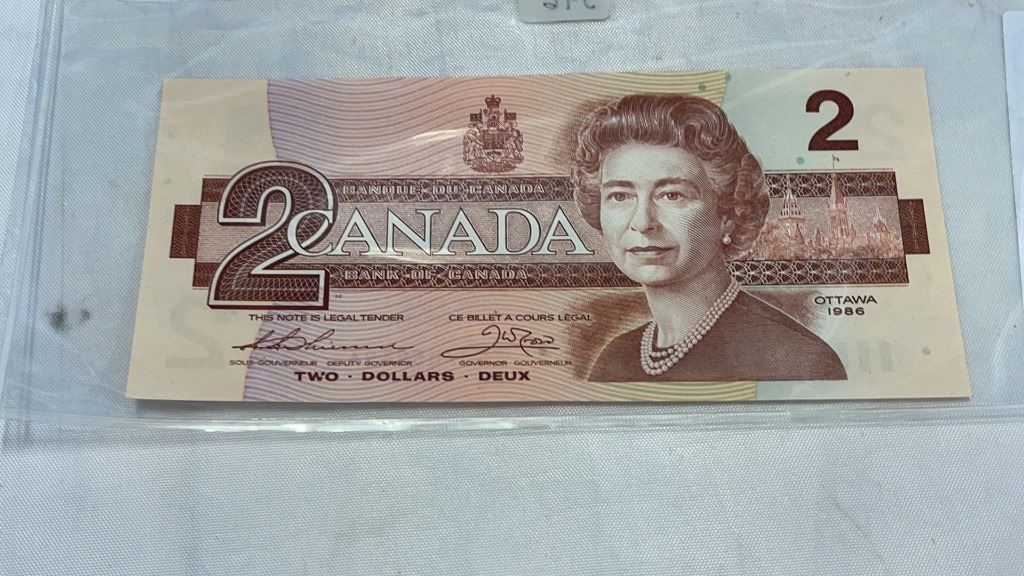 2
2
BANQUE · DU · CANADA
CANADA
BANK · OF · CANADA
OTTAWA
1986
THIS NOTE IS LEGAL TENDER
CE BILLET A COURS LÉGAL
SOUS-GOUVERNEUR DEPUTY GOVERNOR
GOVERNOR - GOUVERNEUR
TWO · DOLLARS · DEUX